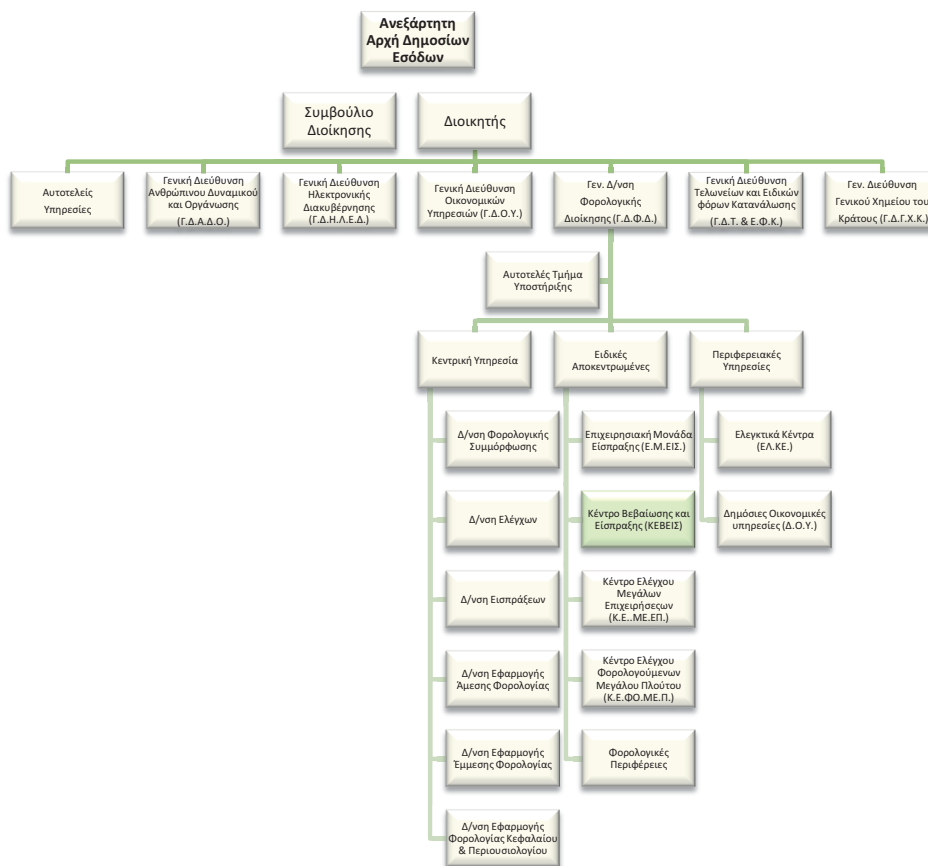 Ανεξάρτητη
Αρχή Δημοσίων
Εσόδων
Συμβούλιο
Διοίκησης
Διοικητής
Αυτοτελείς
Υπηρεσίες
Γενική Διεύθυνση
Ανθρώπινου Δυναμικού
και Οργάνωσης
(Γ.Δ.Α.Δ.Ο.)
Γενική Διεύθυνση
Ηλεκτρονικής
Διακυβέρνησης
(Γ.Δ.Η.Λ.Ε.Δ.)
Γενική Διεύθυνση
Οικονομικών
Υπηρεσιών (Γ.Δ.Ο.Υ.)
Γεν. Δ/νση
Φορολογικής
Διοίκησης (Γ.Δ.Φ.Δ.)
Γενική Διεύθυνση
Τελωνείων και Ειδικών
φόρων Κατανάλωσης
(Γ.Δ.Τ. & Ε.Φ.Κ.)
Γεν. Διεύθυνση
Γενικού Χημείου του
Κράτους (Γ.Δ.Γ.Χ.Κ.)
Αυτοτελές Τμήμα
Υποστήριξης
Κεντρική Υπηρεσία
Ειδικές
Αποκεντρωμένες
Περιφερειακές
Υπηρεσίες
Δ/νση Φορολογικής
Συμμόρφωσης
Δ/νση Ελέγχων
Δ/νση Εισπράξεων
Δ/νση Εφαρμογής
Άμεσης Φορολογίας
Δ/νση Εφαρμογής
Έμμεσης Φορολογίας
Δ/νση Εφαρμογής
Φορολογίας Κεφαλαίου
& Περιουσιολογίου
Επιχειρησιακή Μονάδα
Είσπραξης (Ε.Μ.ΕΙΣ.)
Κέντρο Βεβαίωσης και
Είσπραξης (ΚΕΒΕΙΣ)
Κέντρο Ελέγχου
Μεγάλων
Επιχειρήσεςων
(Κ.Ε..ΜΕ.ΕΠ.)
Κέντρο Ελέγχου
Φορολογούμενων
Μεγάλου Πλούτου
(Κ.Ε.ΦΟ.ΜΕ.Π.)
Φορολογικές
Περιφέρειες
Ελεγκτικά Κέντρα
(ΕΛ.ΚΕ.)
Δημόσιες Οικονομικές
υπηρεσίες (Δ.Ο.Υ.)